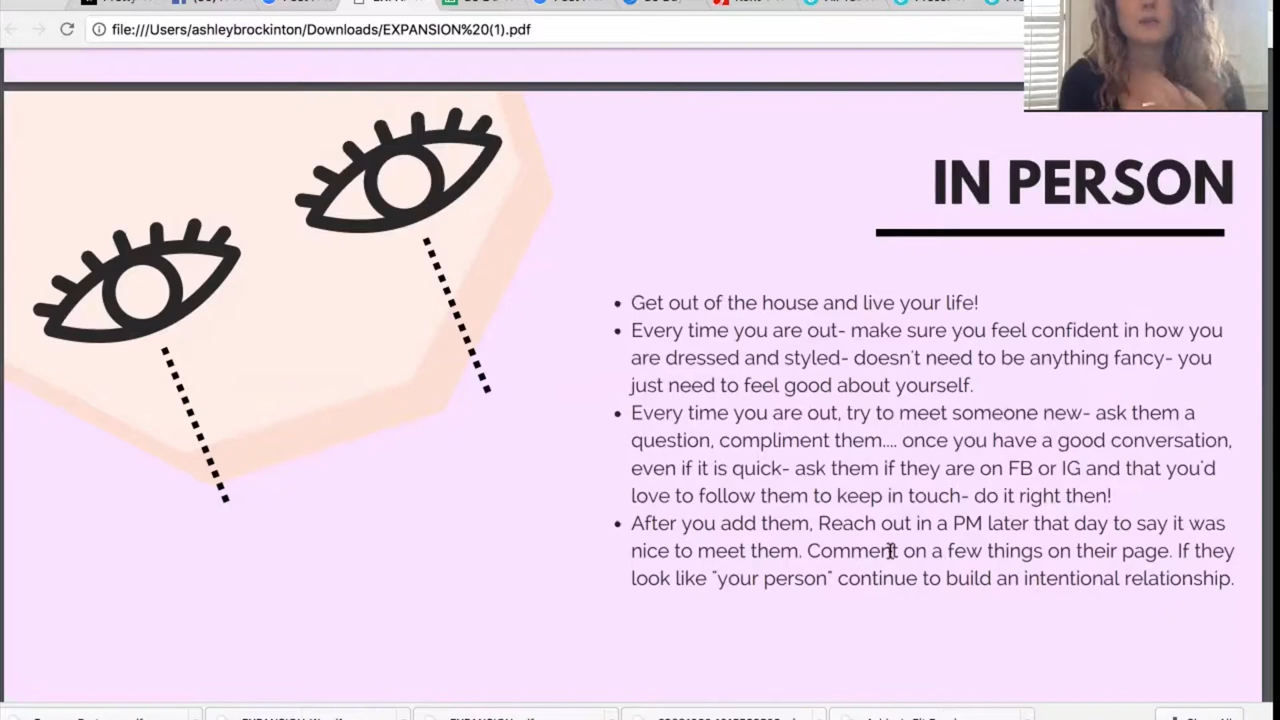 file:///Users/ashleybrockinton/Downloads/EXPANSION%20(1).pdf
IN PERSON
Get out of the house and live your life!
Every time you are out- make sure you feel confident in how you
are dressed and styled- doesn't need to be anything fancy- you
just need to feel good about yourself.
Every time you are out, try to meet someone new- ask them a
question, compliment them.... once you have a good conversation,
even if it is quick- ask them if they are on FB or IG and that you'd
love to follow them to keep in touch- do it right then!
After you add them, Reach out in a PM later that day to say it was
nice to meet them. Comment on a few things on their page. If they
look like "your person" continue to build an intentional relationship.